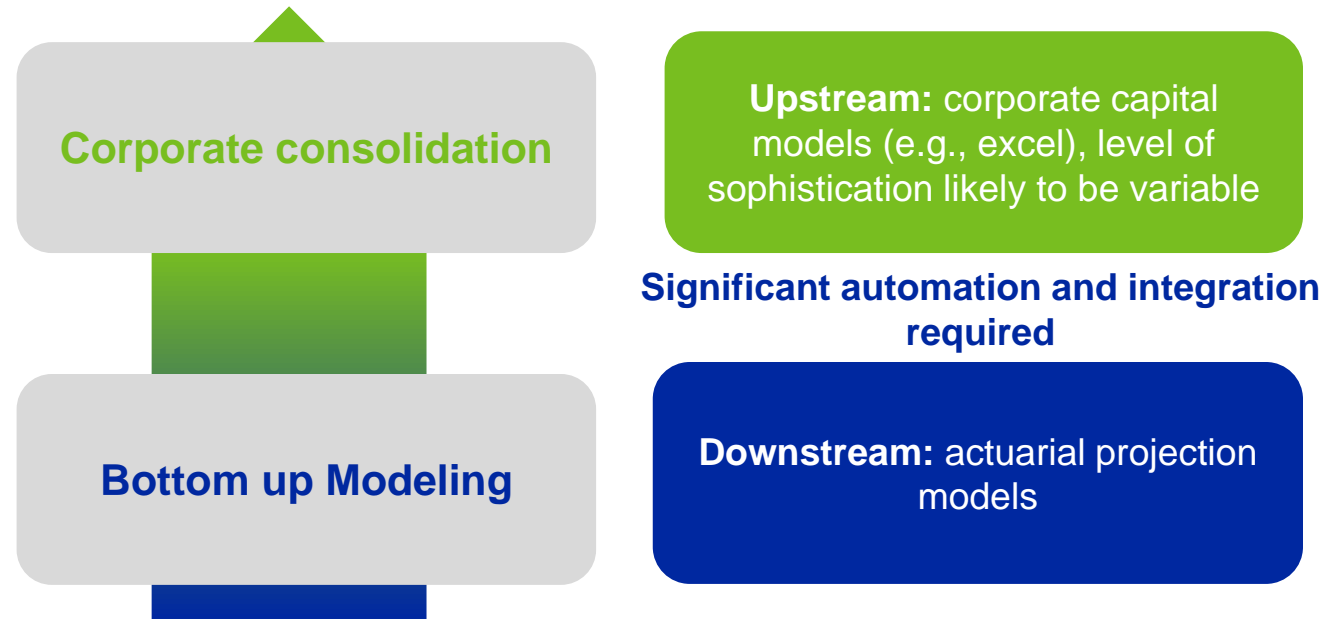 Corporate consolidation
Upstream: corporate capital
models (e.g., excel), level of
sophistication likely to be variable
Significant automation and integration
required
Bottom up Modeling
Downstream: actuarial projection
models